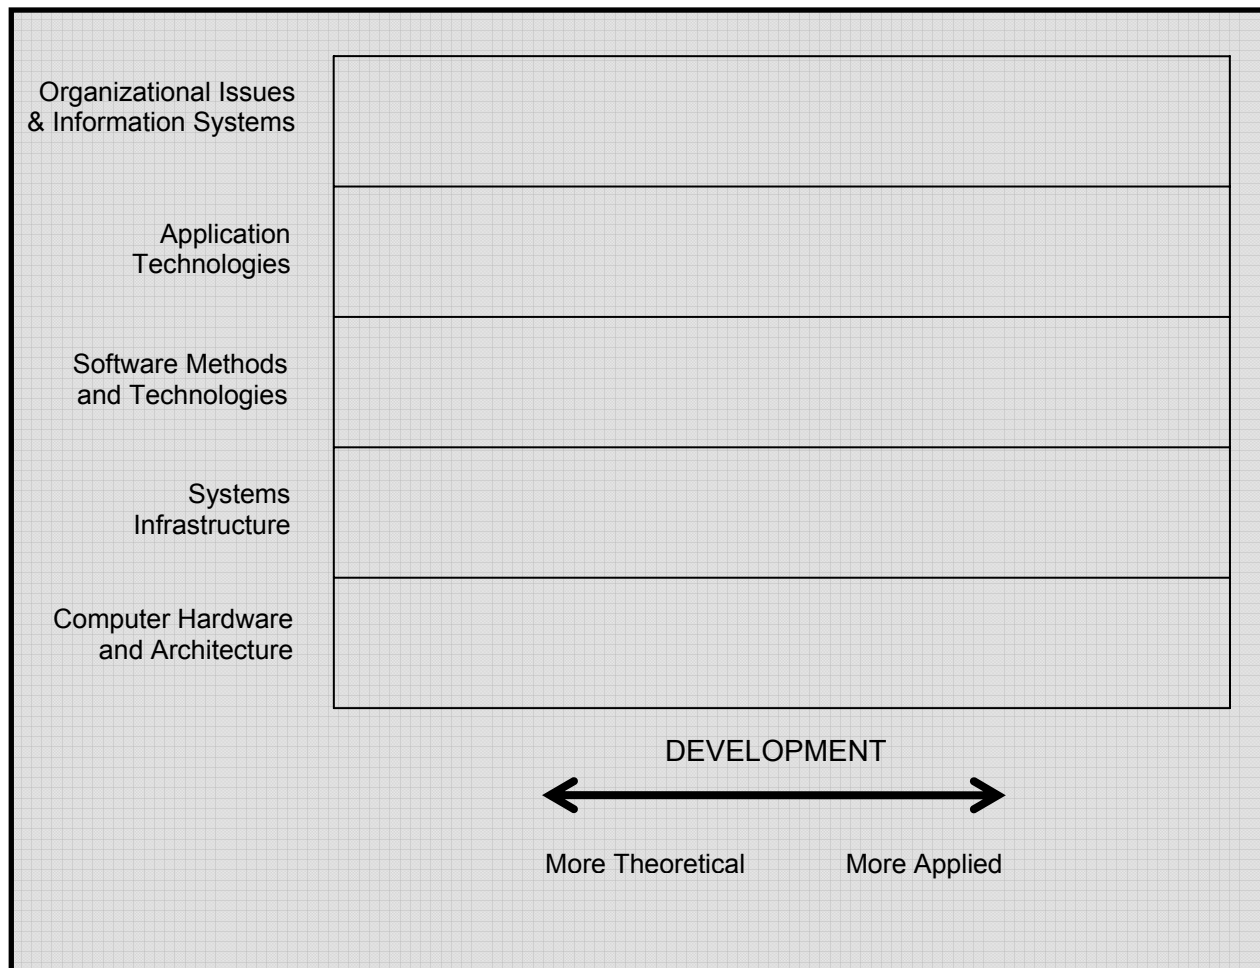 Organizational Issues
& Information Systems
Application
Technologies
Software Methods
and Technologies
Systems
Infrastructure
Computer Hardware
and Architecture
DEVELOPMENT
More Theoretical
More Applied